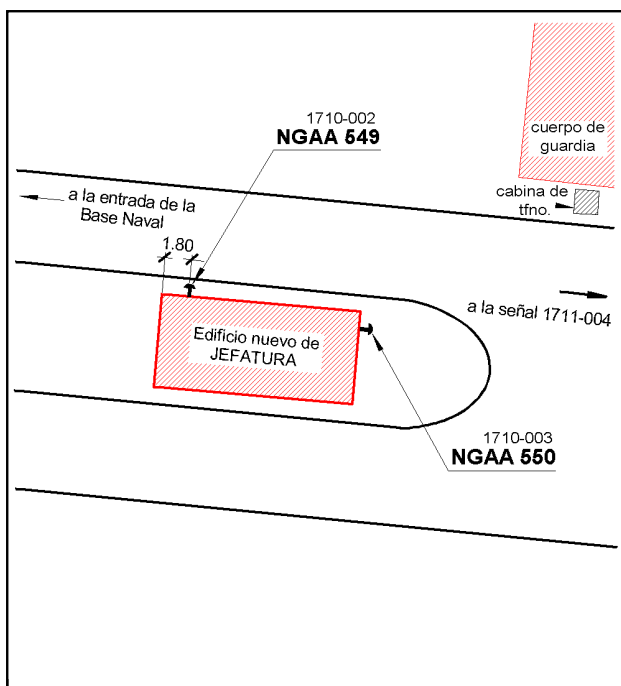 1710-002
NGAA 549
cuerpo de
guardia
cabina de
tfno.
a la entrada de la
Base Naval
1.80
a la señal 1711-004
Edificio nuevo de
JEFATURA
1710-003
NGAA 550